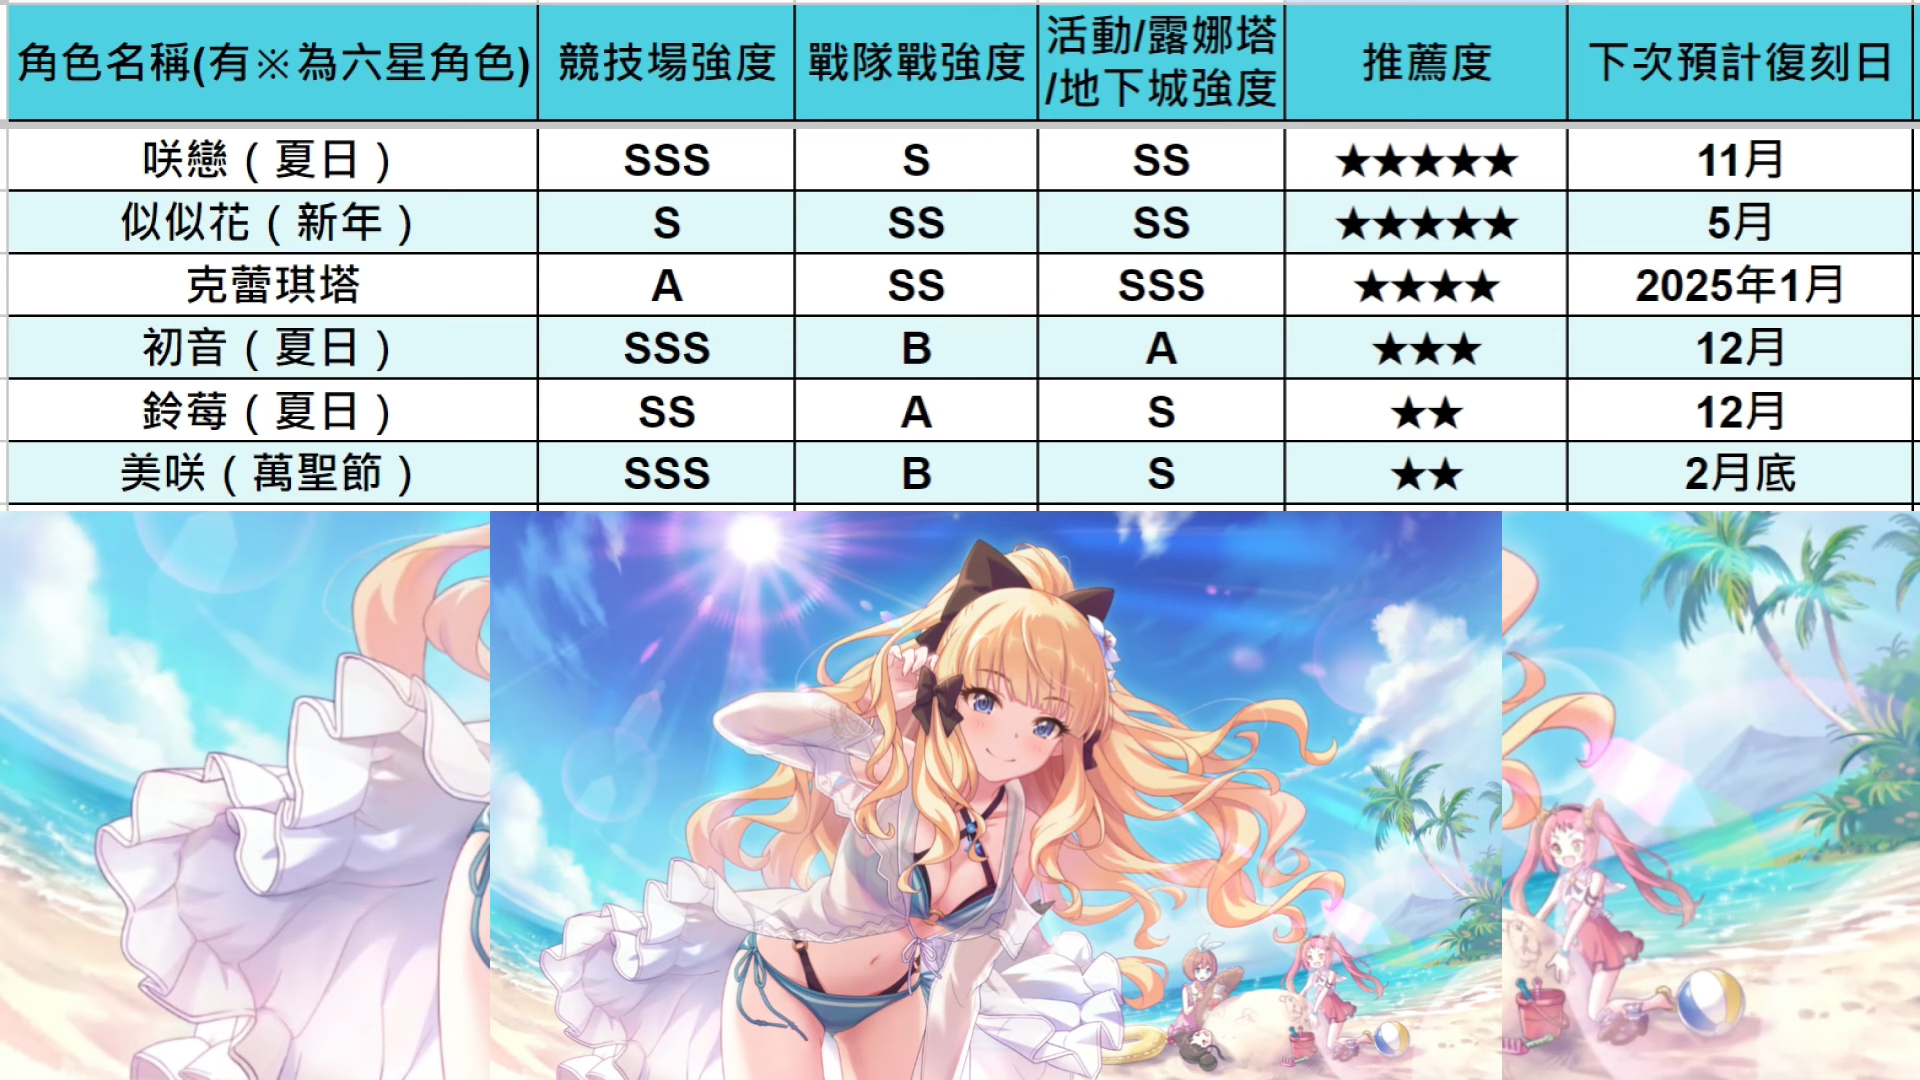 角色名稱(有※為六星角色) 競技場強度 戰隊戰強度 活動/露娜塔/地下城強度 推薦度 下次預計復刻日
咲戀（夏日） SSS S SS ★★★★★ 11月
似似花（新年） S SS SS ★★★★★ 5月
克蕾琪塔 A SS SSS ★★★★ 2025年1月
初音（夏日） SSS B A ★★★ 12月
鈴莓（夏日） SS A S ★★ 12月
美咲（萬聖節） SSS B S ★★ 2月底